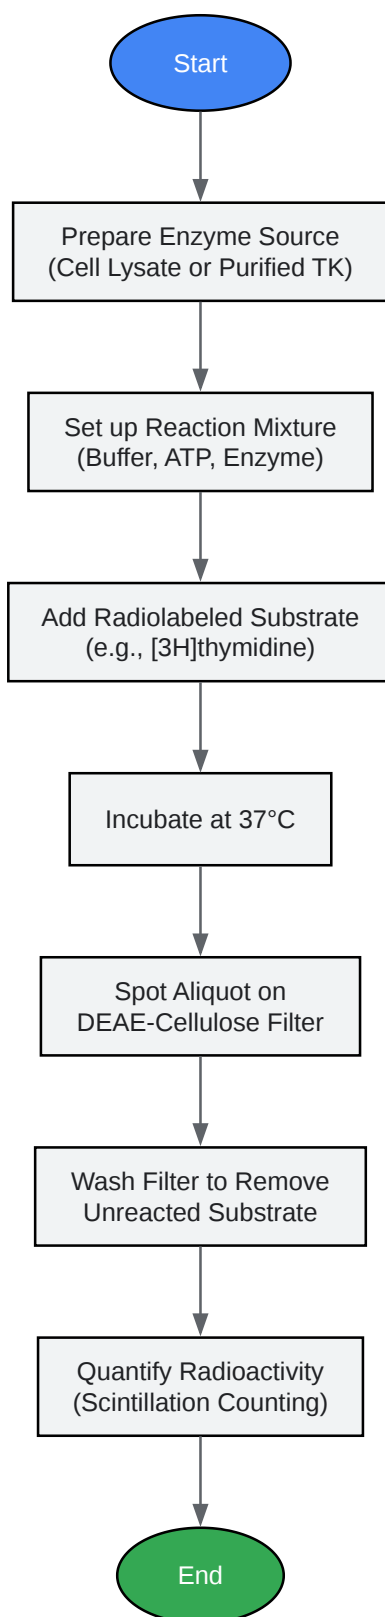 Start
Prepare Enzyme Source
(Cell Lysate or Purified TK)
Set up Reaction Mixture
(Buffer, ATP, Enzyme)
Add Radiolabeled Substrate
(e.g., [3H]thymidine)
Incubate at 37°C
Spot Aliquot on
DEAE-Cellulose Filter
Wash Filter to Remove
Unreacted Substrate
Quantify Radioactivity
(Scintillation Counting)
End